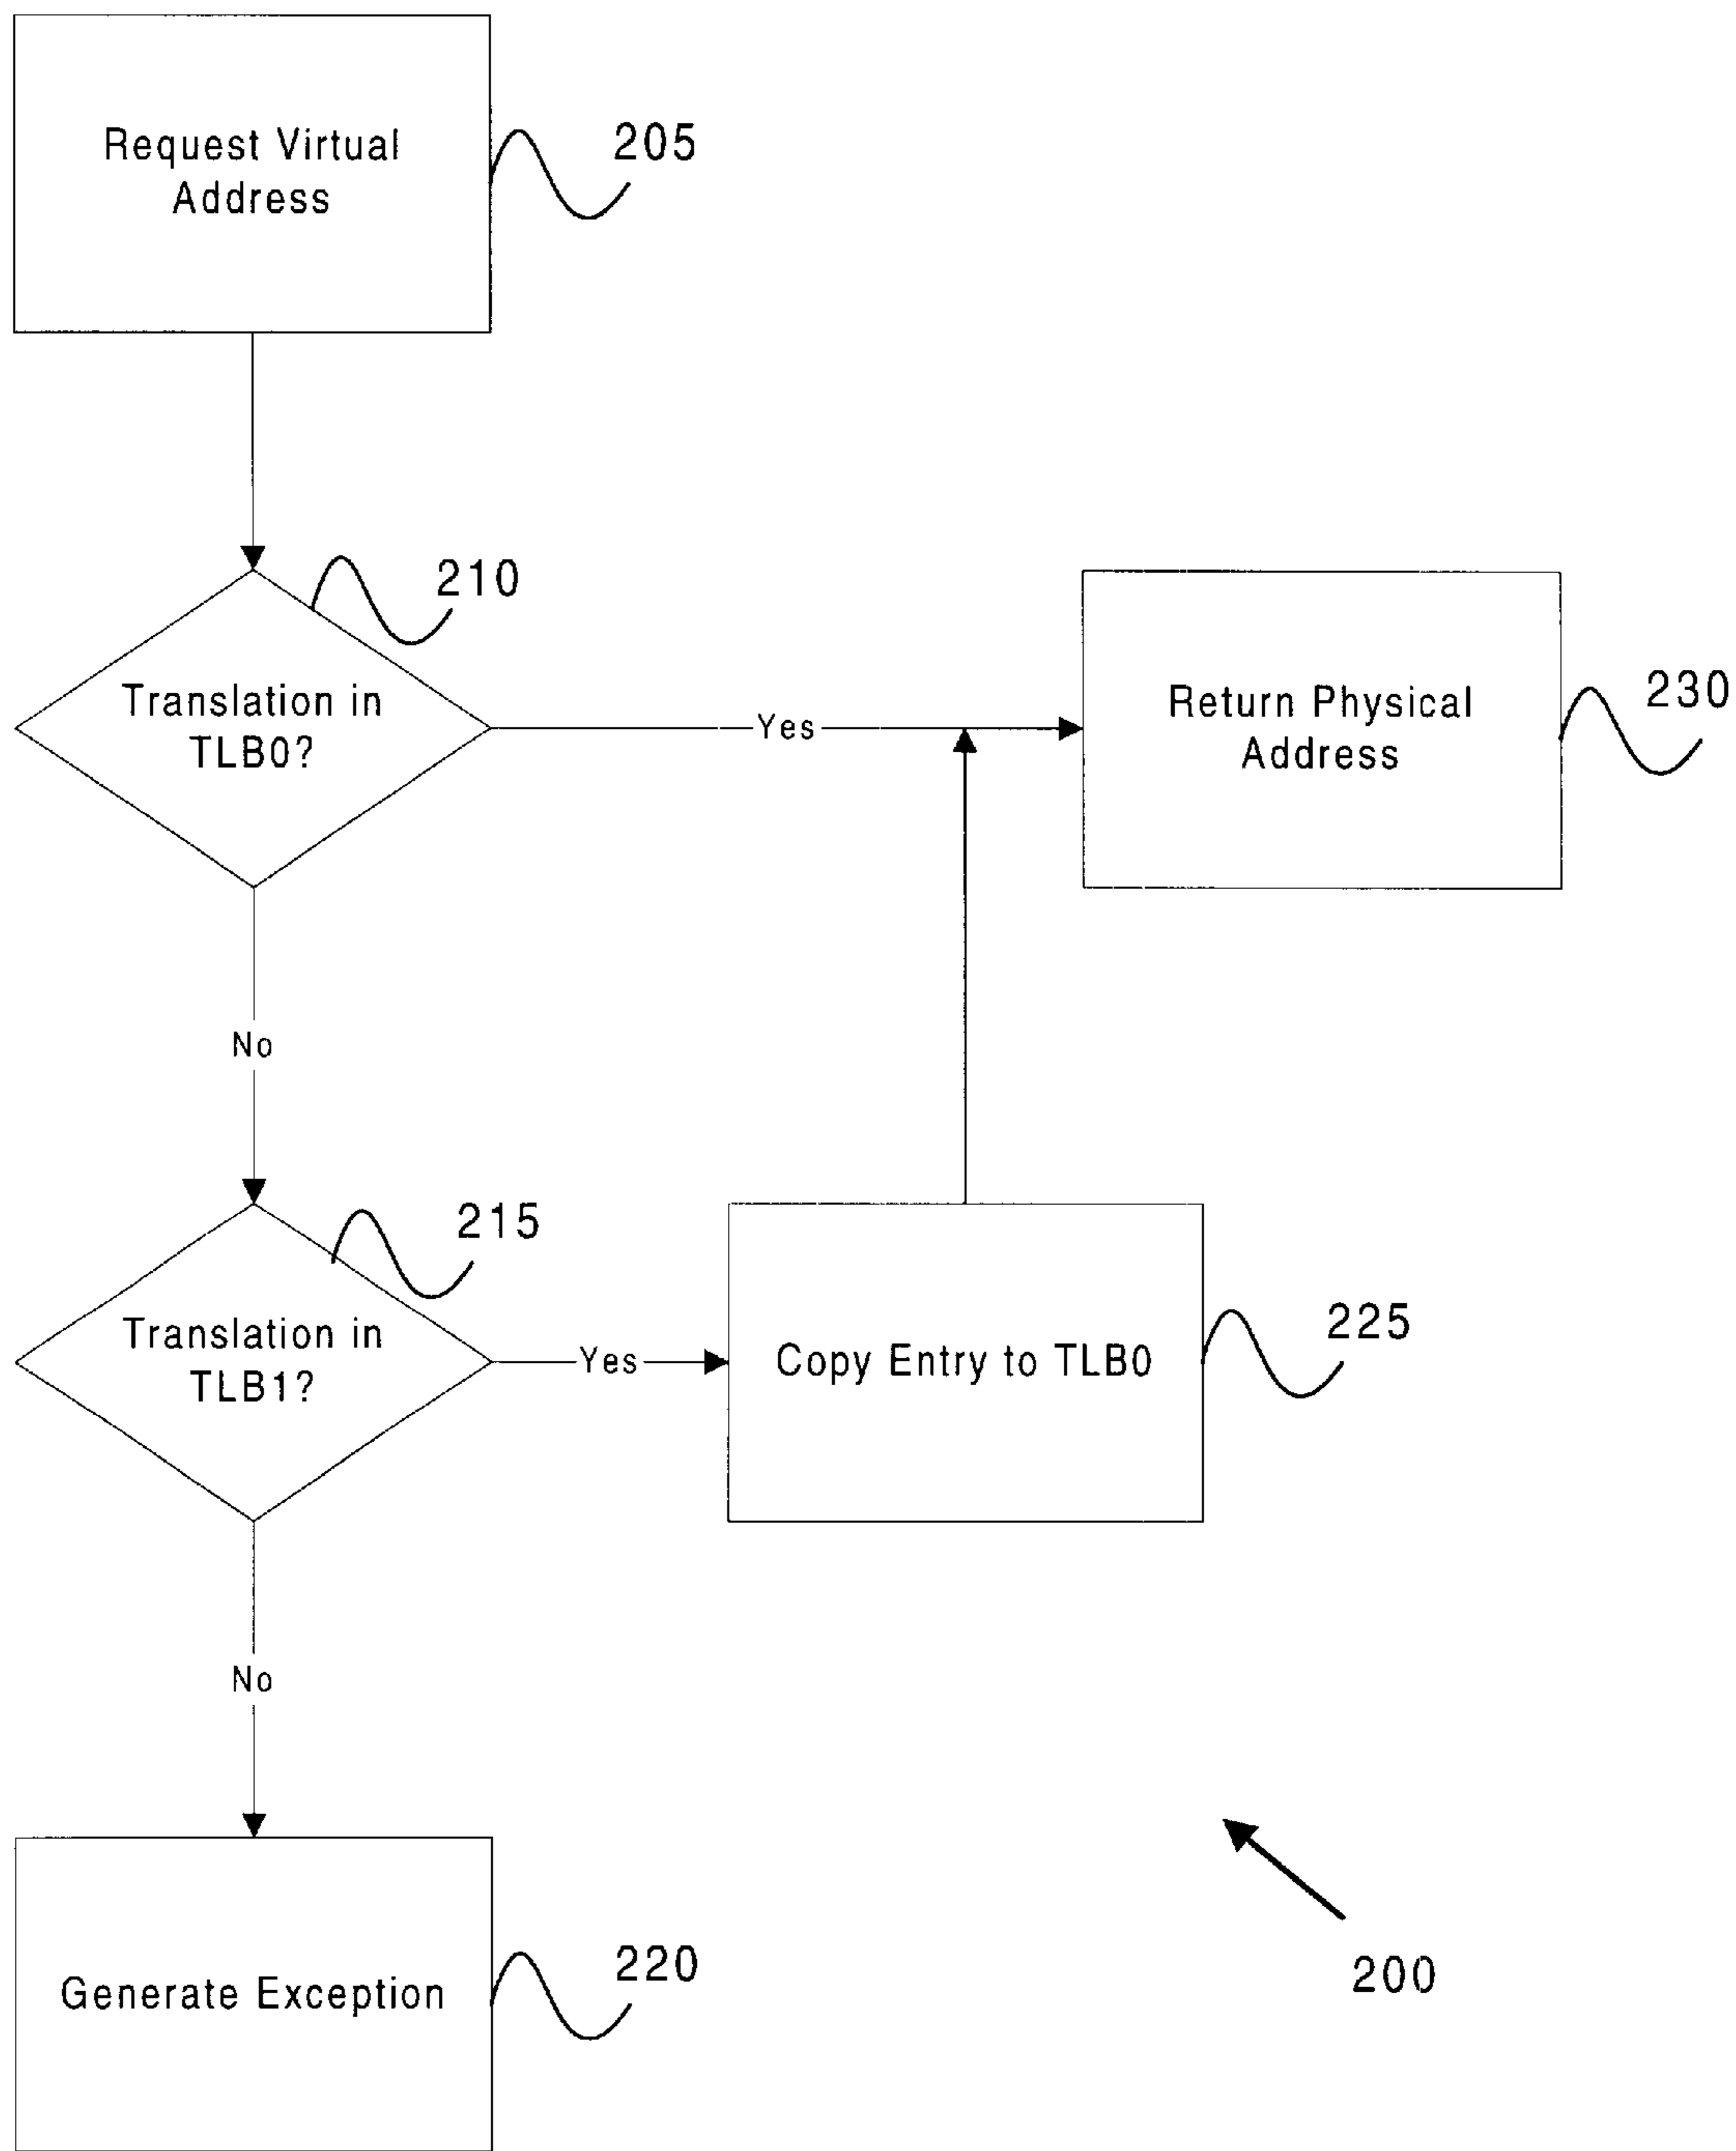 Request Virtual
Address
205
210
Translation in
TLB0?
Yes
Return Physical
Address
230
No
215
Translation in
TLB1?
Yes
Copy Entry to TLB0
225
No
Generate Exception
220
200